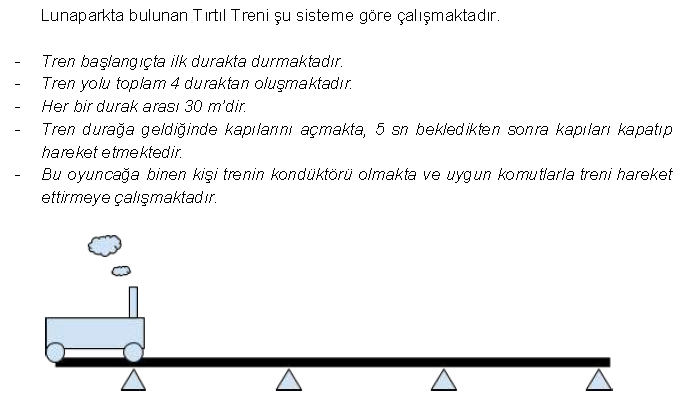 Lunaparkta bulunan Tırtıl Treni şu sisteme göre çalışmaktadır.
- Tren başlangıçta ilk durakta durmaktadır.
- Tren yolu toplam 4 duraktan oluşmaktadır.
- Her bir durak arası 30 m'dir.
- Tren durağa geldiğinde kapılarını açmakta, 5 sn bekledikten sonra kapıları kapatıp
hareket etmektedir.
- Bu oyuncağa binen kişi trenin kondüktörü olmakta ve uygun komutlarla treni hareket
ettirmeye çalışmaktadır.